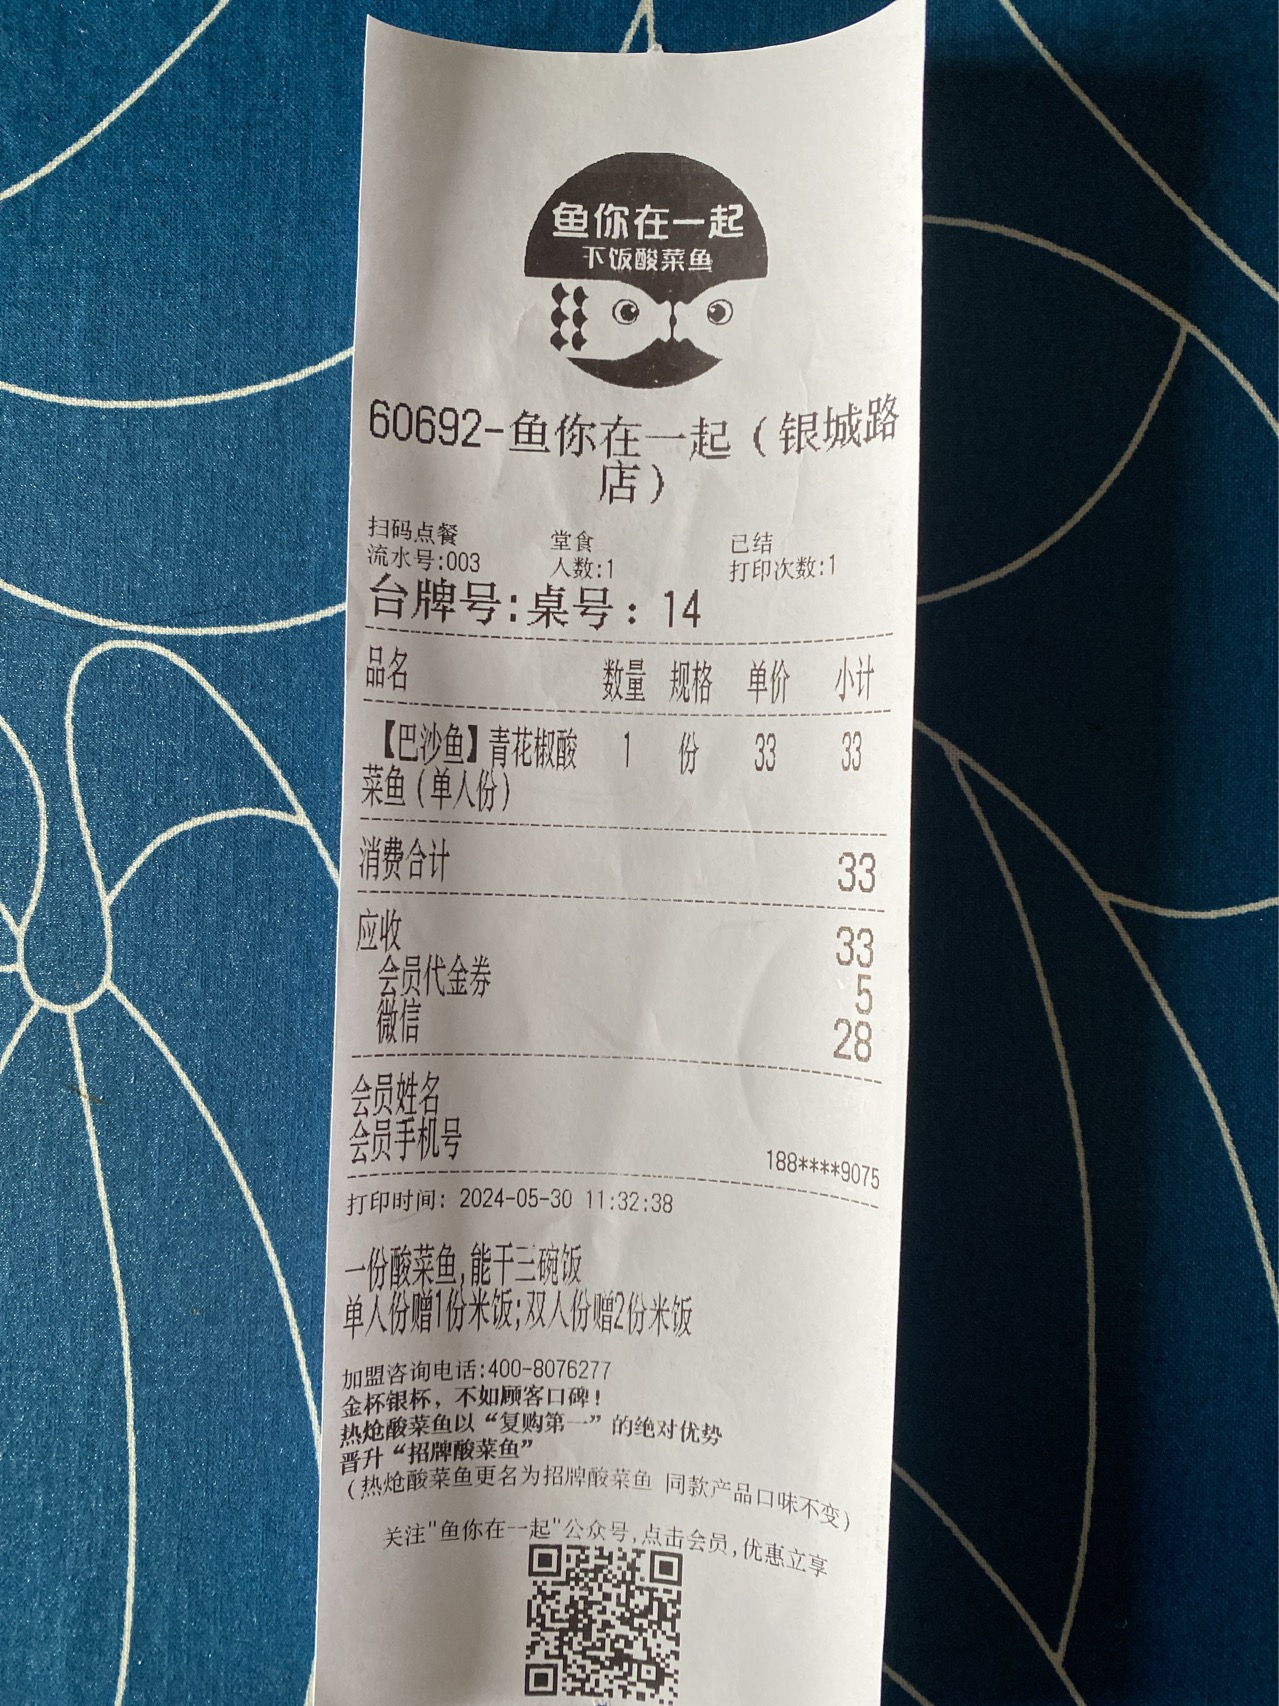 鱼你在一起
下饭酸菜鱼
60692-鱼你在一起（银城路
店）
扫码点餐 堂食 已结
流水号:003 人数:1 打印次数:1
台牌号:桌号：14
品名 数量 规格 单价 小计
【巴沙鱼】青花椒酸 1 份 33 33
菜鱼（单人份）
消费合计 33
应收 33
会员代金券 5
微信 28
会员姓名
会员手机号 188****9075
打印时间: 2024-05-30 11:32:38
一份酸菜鱼,能干三碗饭
单人份赠1份米饭;双人份赠2份米饭
加盟咨询电话:400-8076277
金杯银杯，不如顾客口碑！
热炝酸菜鱼以“复购第一”的绝对优势
晋升“招牌酸菜鱼”
（热炝酸菜鱼更名为招牌酸菜鱼 同款产品口味不变）
关注"鱼你在一起"公众号,点击会员,优惠立享